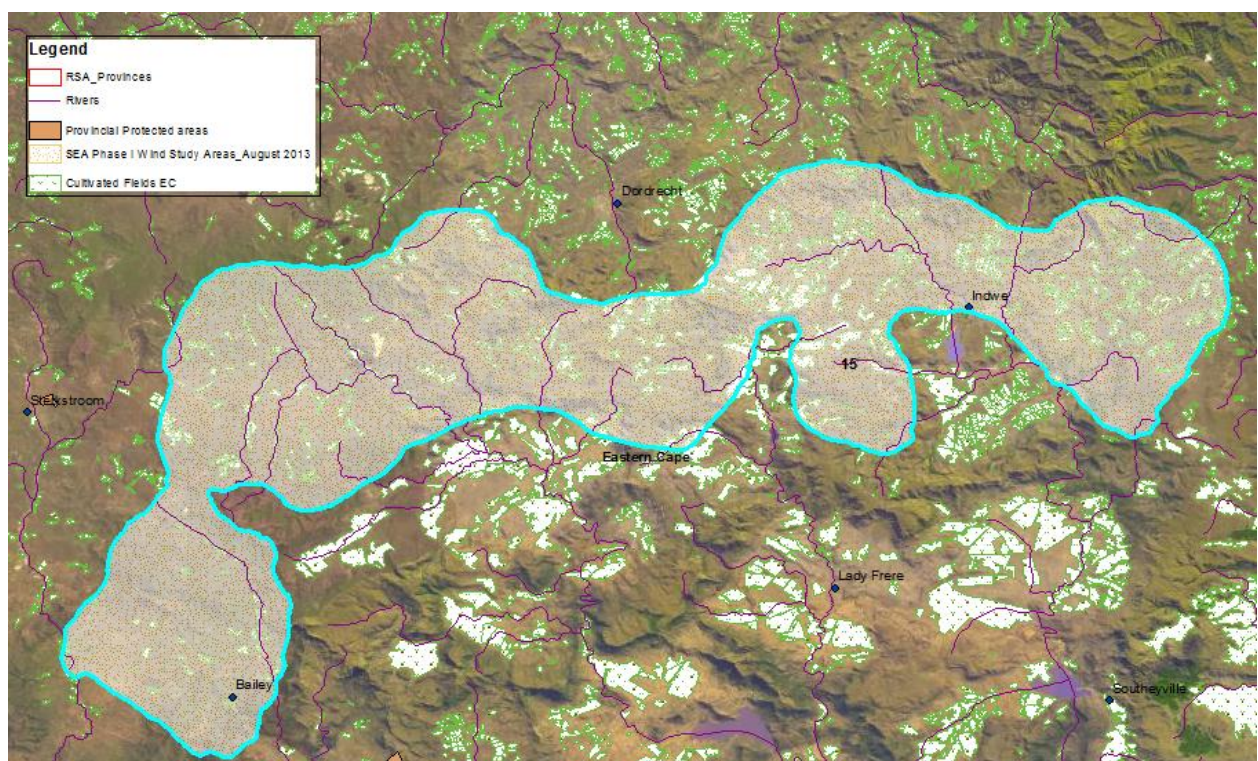 Legend
RSA_Provinces
Rivers
Provincial Protected areas
SEA Phase I Wind Study Areas_August 2013
Cultivated Fields EC
Dordrecht
Indwe
15
Sterkstroom
Eastern Cape
Lady Frere
Bailey
Southeyville